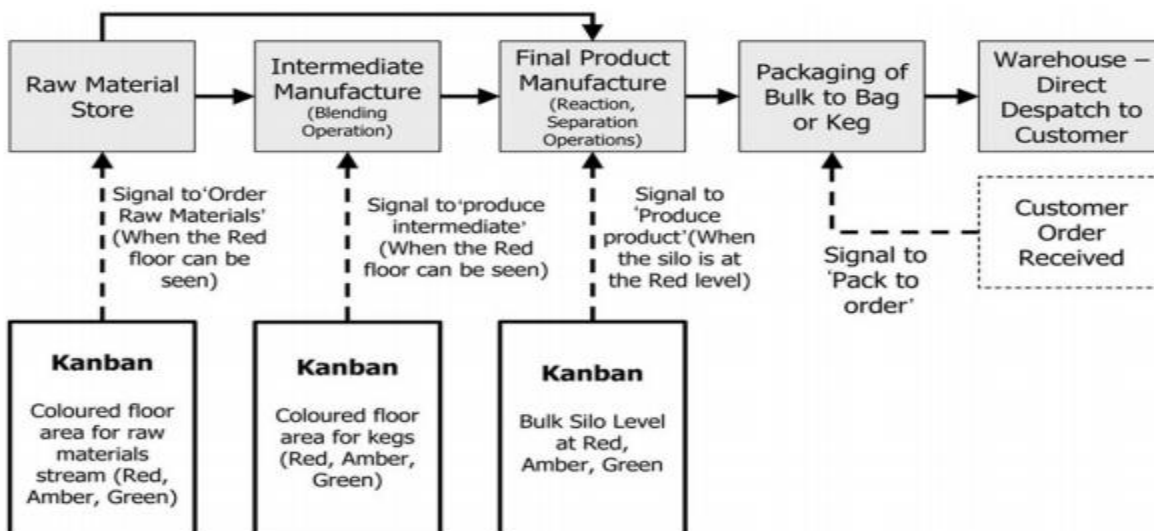 Raw Material
Store
Intermediate
Manufacture
(Blending
Operation)
Final Product
Manufacture
(Reaction,
Separation
Operations)
Packaging of
Bulk to Bag
or Keg
Warehouse –
Direct
Despatch to
Customer
Signal to‘Order
Raw Materials’
(When the Red
floor can be
seen)
Signal to‘produce
intermediate’
(When the Red
floor can be seen)
Signal to
‘Produce
product’(When
the silo is at
the Red level)
Signal to
‘Pack to
order’
Customer
Order
Received
Kanban
Coloured floor
area for raw
materials
stream (Red,
Amber, Green)
Kanban
Coloured floor
area for kegs
(Red, Amber,
Green)
Kanban
Bulk Silo Level
at Red,
Amber, Green